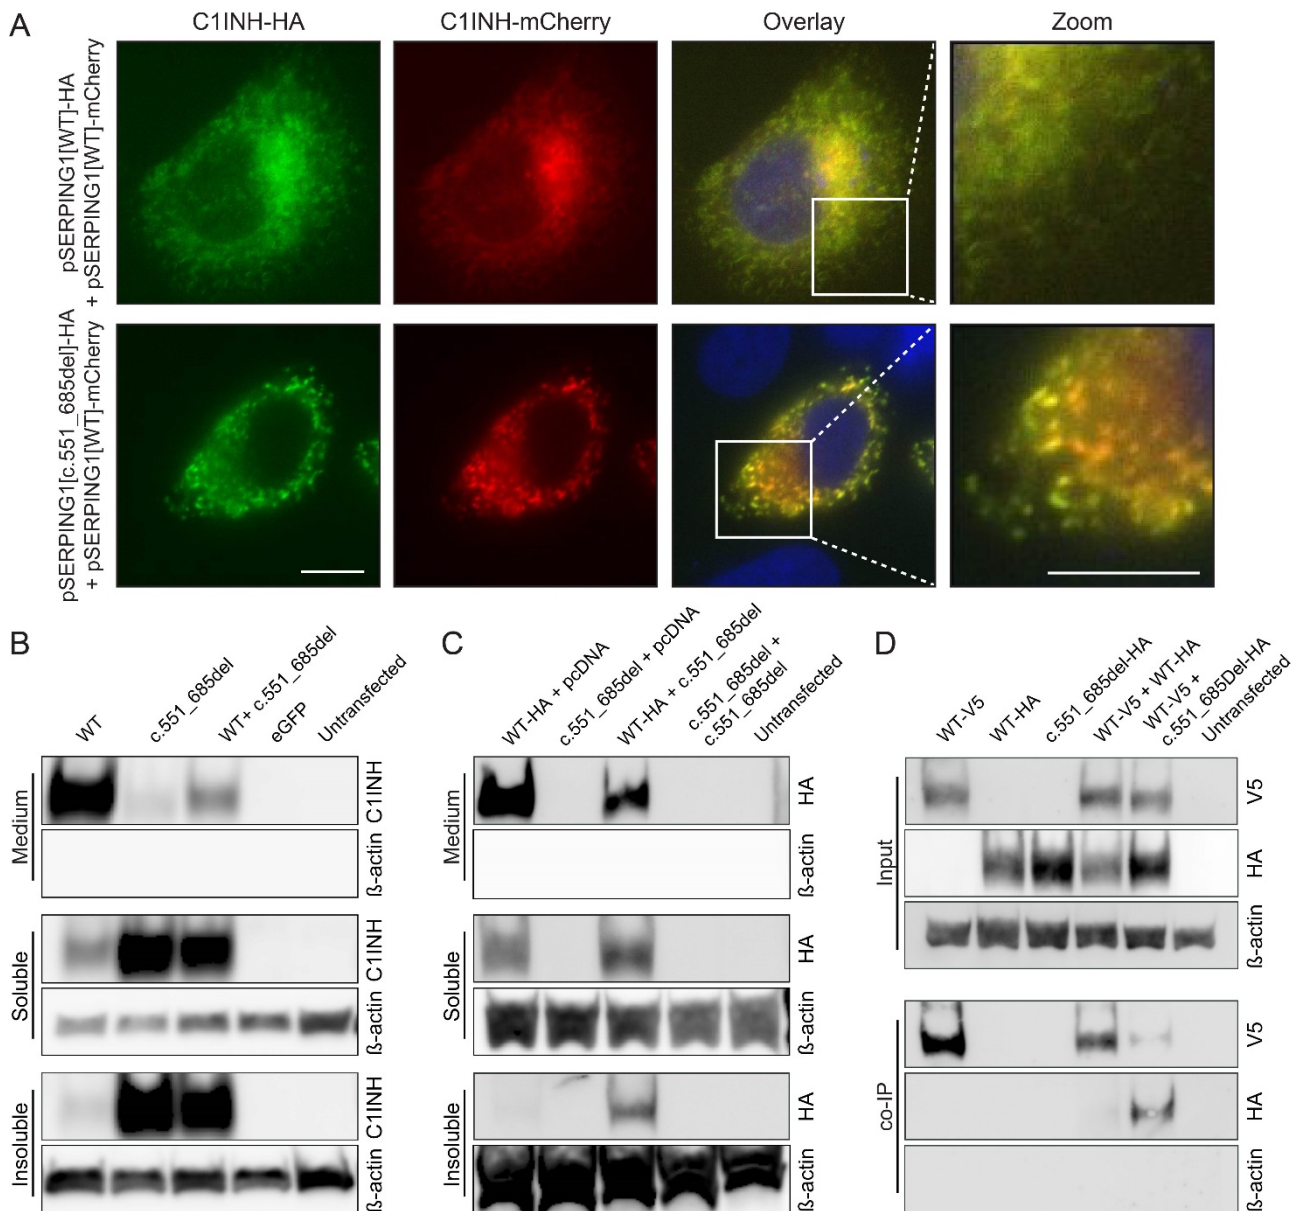 A
C1INH-HA
C1INH-mCherry
Overlay
Zoom
pSERPING1[WT]-HA
+ pSERPING1[WT]-mCherry
pSERPING1[c.551_685del]-HA
+ pSERPING1[WT]-mCherry
B
WT
c.551_685del
WT+ c.551_685del
eGFP
Untransfected
Medium
C1INH
ß-actin
Soluble
C1INH
ß-actin
Insoluble
C1INH
ß-actin
C
WT-HA + pcDNA
c.551_685del + pcDNA
WT-HA + c.551_685del
c.551_685del +
c.551_685del
Untransfected
Medium
HA
ß-actin
Soluble
HA
ß-actin
Insoluble
HA
ß-actin
D
WT-V5
WT-HA
c.551_685del-HA
WT-V5 + WT-HA
WT-V5 +
c.551_685Del-HA
Untransfected
Input
V5
HA
ß-actin
co-IP
V5
HA
ß-actin